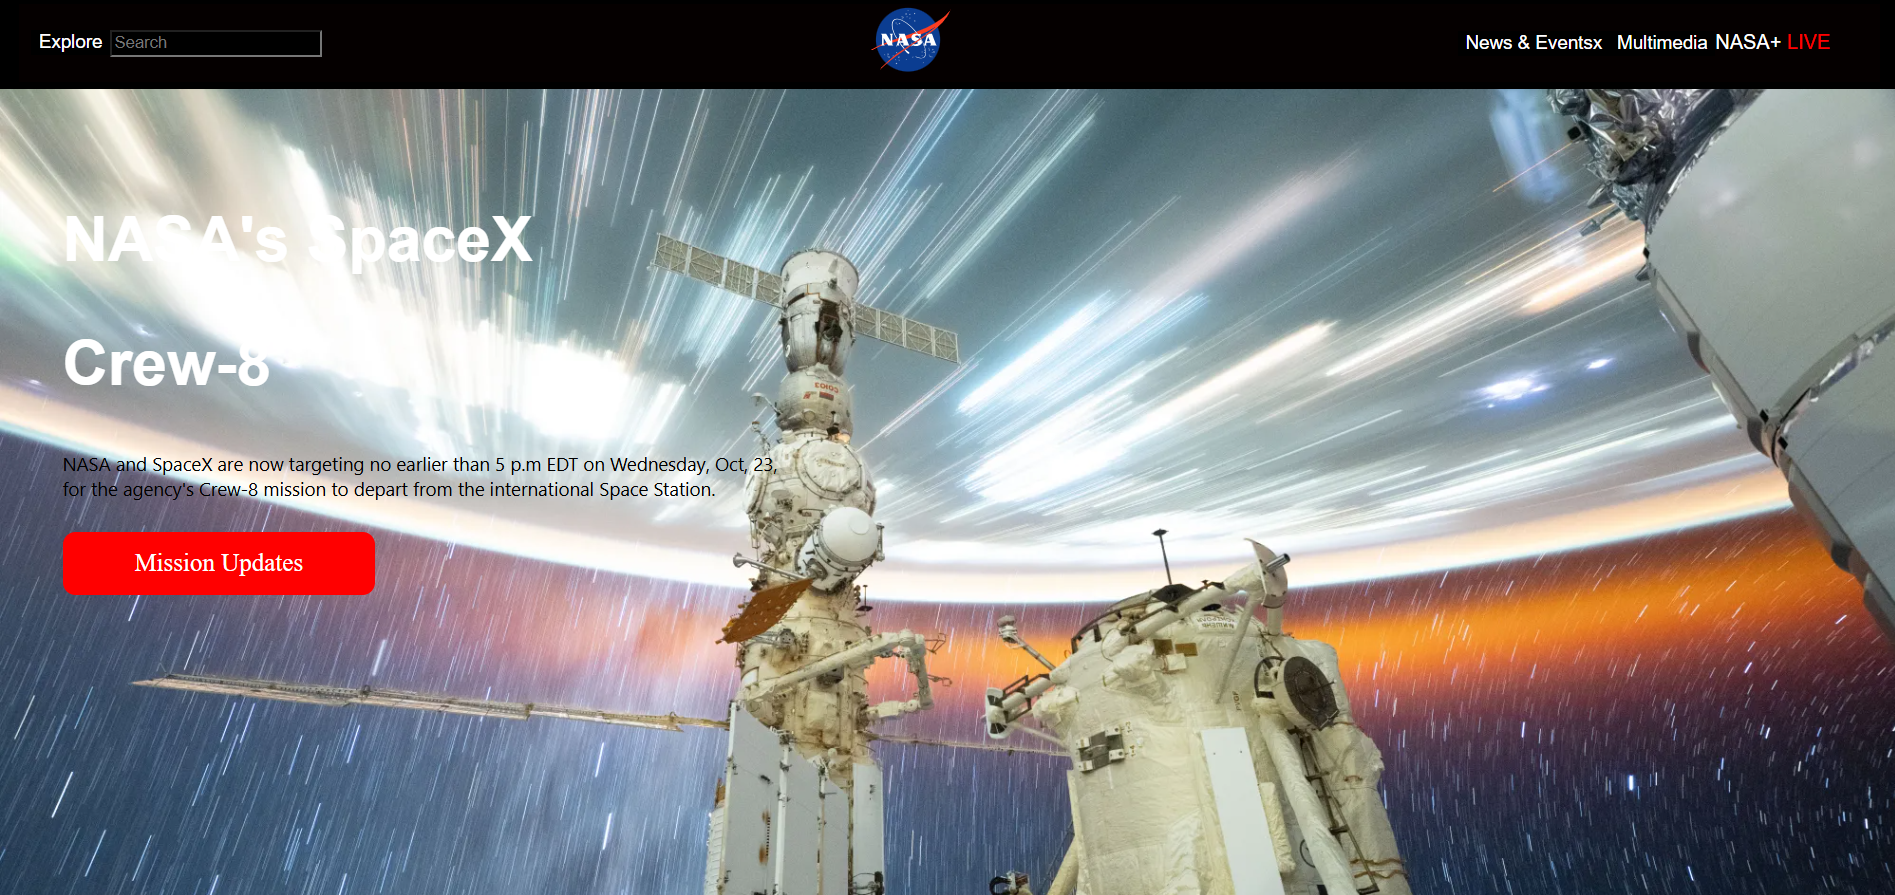 Explore Search
NASA
News & Eventsx Multimedia NASA+ LIVE
NASA's SpaceX
Crew-8
NASA and SpaceX are now targeting no earlier than 5 p.m EDT on Wednesday, Oct, 23,
for the agency's Crew-8 mission to depart from the international Space Station.
Mission Updates